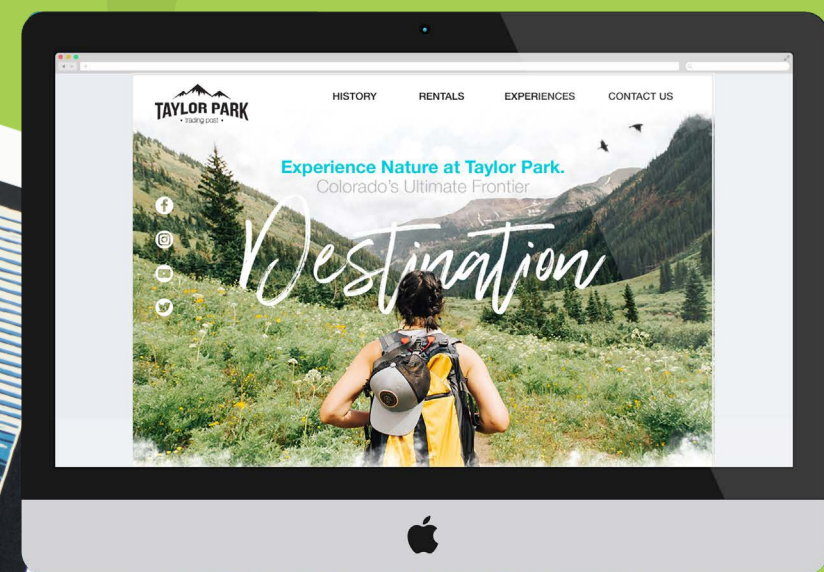 TAYLOR PARK
• trading post •
HISTORY RENTALS EXPERIENCES CONTACT US
Experience Nature at Taylor Park.
Colorado's Ultimate Frontier
Destination